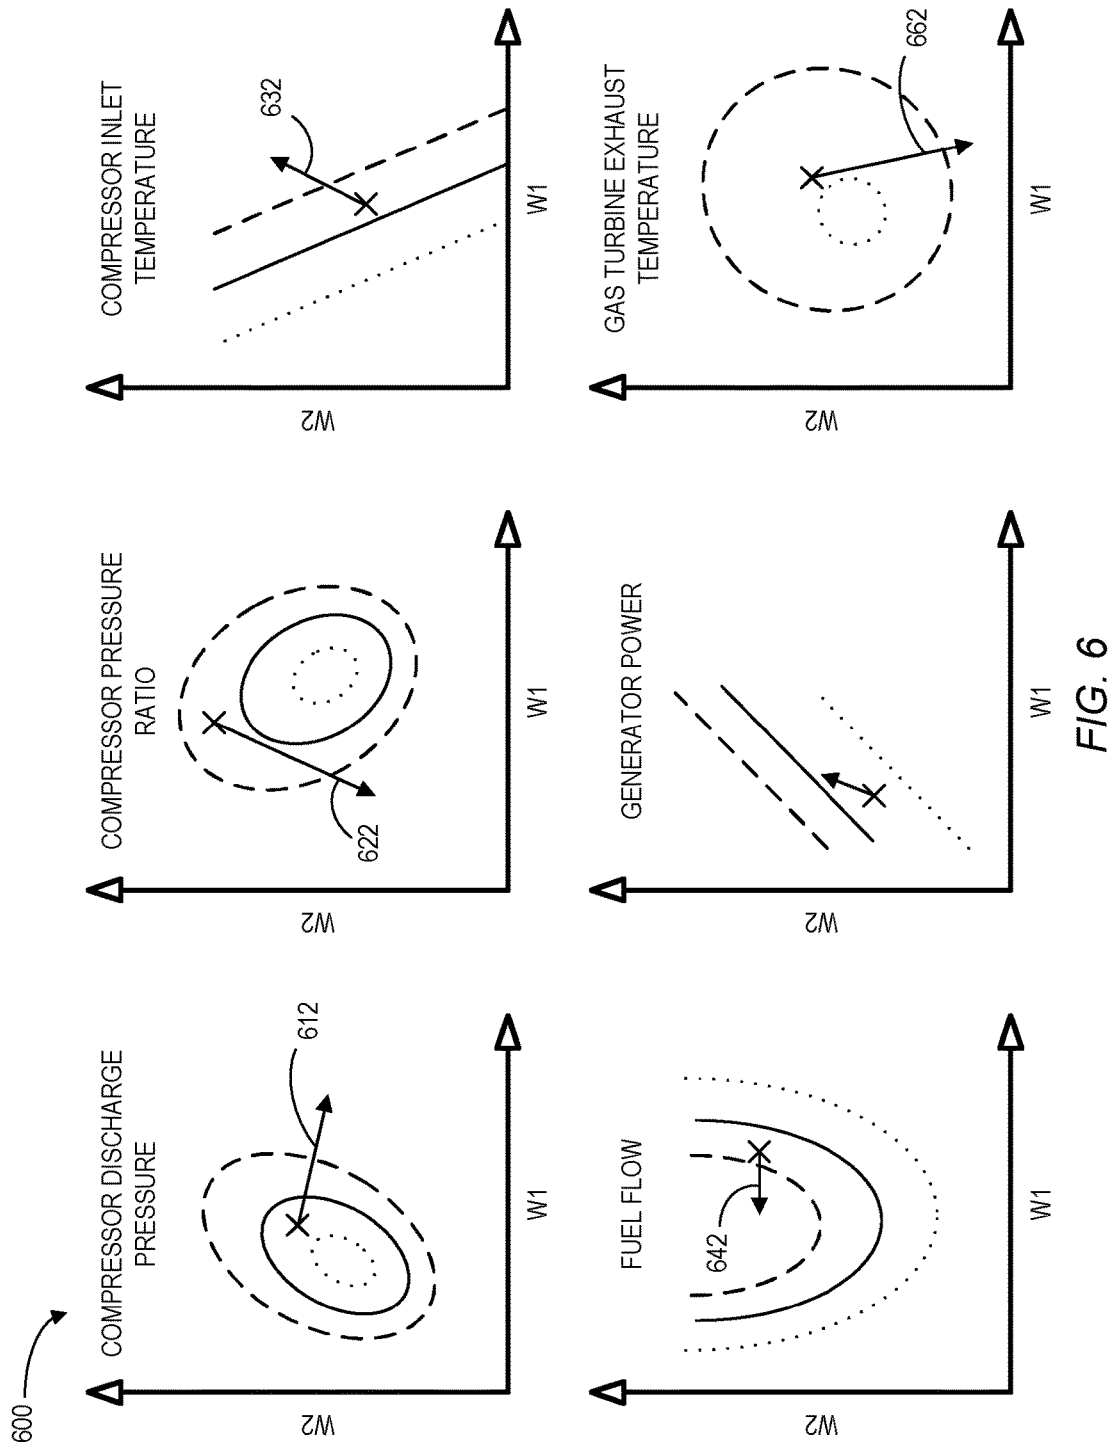 600
COMPRESSOR DISCHARGE
PRESSURE
612
W2
W1
COMPRESSOR PRESSURE
RATIO
622
W2
W1
COMPRESSOR INLET
TEMPERATURE
632
W2
W1
FUEL FLOW
642
W2
W1
GENERATOR POWER
W2
W1
GAS TURBINE EXHAUST
TEMPERATURE
662
W2
W1
FIG. 6